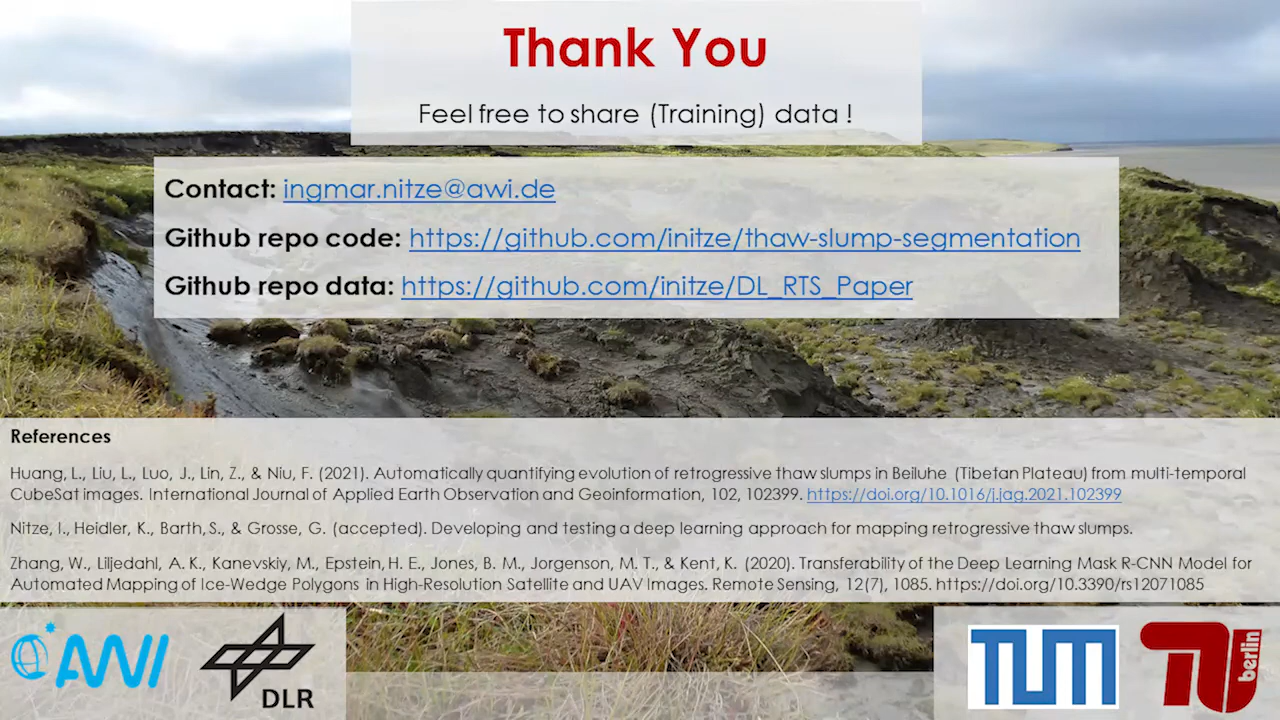 Thank You
Feel free to share (Training) data !
Contact: ingmar.nitze@awi.de
Github repo code: https://github.com/initze/thaw-slump-segmentation
Github repo data: https://github.com/initze/DL_RTS_Paper
References
Huang, L., Liu, L., Luo, J., Lin, Z., & Niu, F. (2021). Automatically quantifying evolution of retrogressive thaw slumps in Beiluhe (Tibetan Plateau) from multi-temporal
CubeSat images. International Journal of Applied Earth Observation and Geoinformation, 102, 102399. https://doi.org/10.1016/j.jag.2021.102399
Nitze, I., Heidler, K., Barth, S., & Grosse, G. (accepted). Developing and testing a deep learning approach for mapping retrogressive thaw slumps.
Zhang, W., Liljedahl, A. K., Kanevskiy, M., Epstein, H. E., Jones, B. M., Jorgenson, M. T., & Kent, K. (2020). Transferability of the Deep Learning Mask R-CNN Model for
Automated Mapping of Ice-Wedge Polygons in High-Resolution Satellite and UAV Images. Remote Sensing, 12(7), 1085. https://doi.org/10.3390/rs12071085
AWI
DLR
TUM
TU berlin